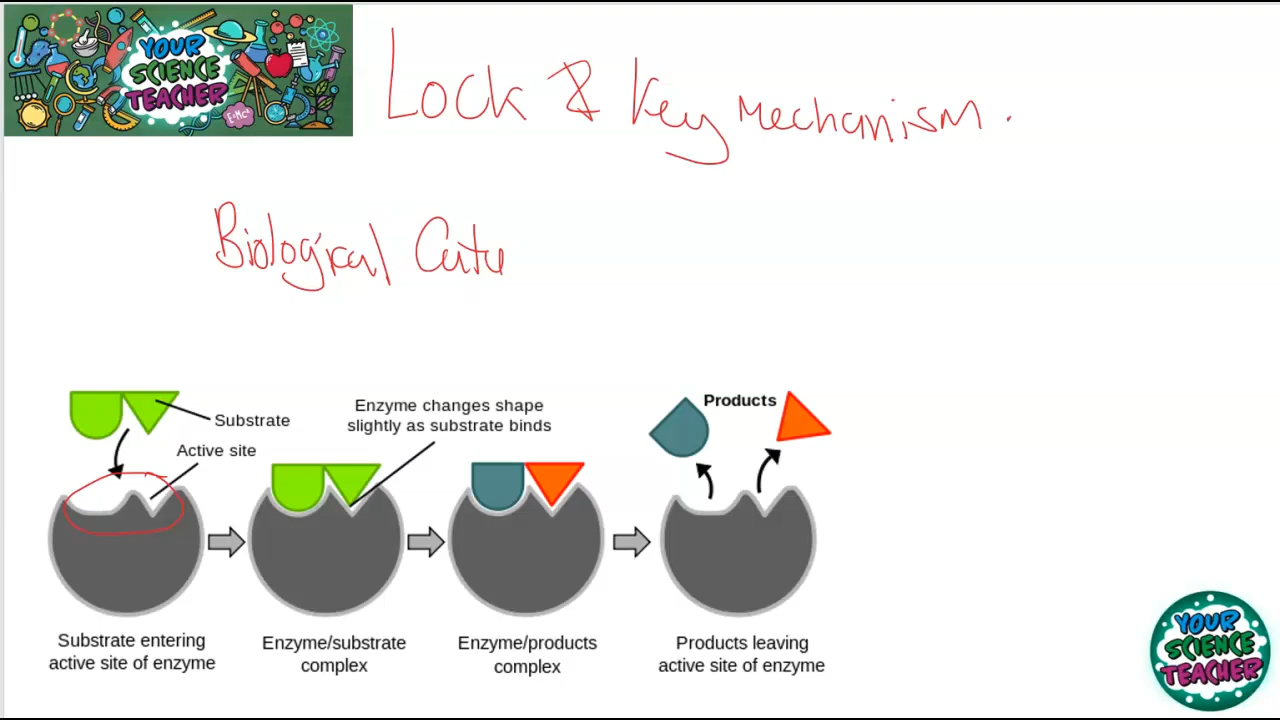 YOUR
SCIENCE
TEACHER
E=MC²
Lock & Key Mechanism.
Biological Cata
Substrate
Active site
Enzyme changes shape
slightly as substrate binds
Products
Substrate entering
active site of enzyme
Enzyme/substrate
complex
Enzyme/products
complex
Products leaving
active site of enzyme
YOUR
SCIENCE
TEACHER